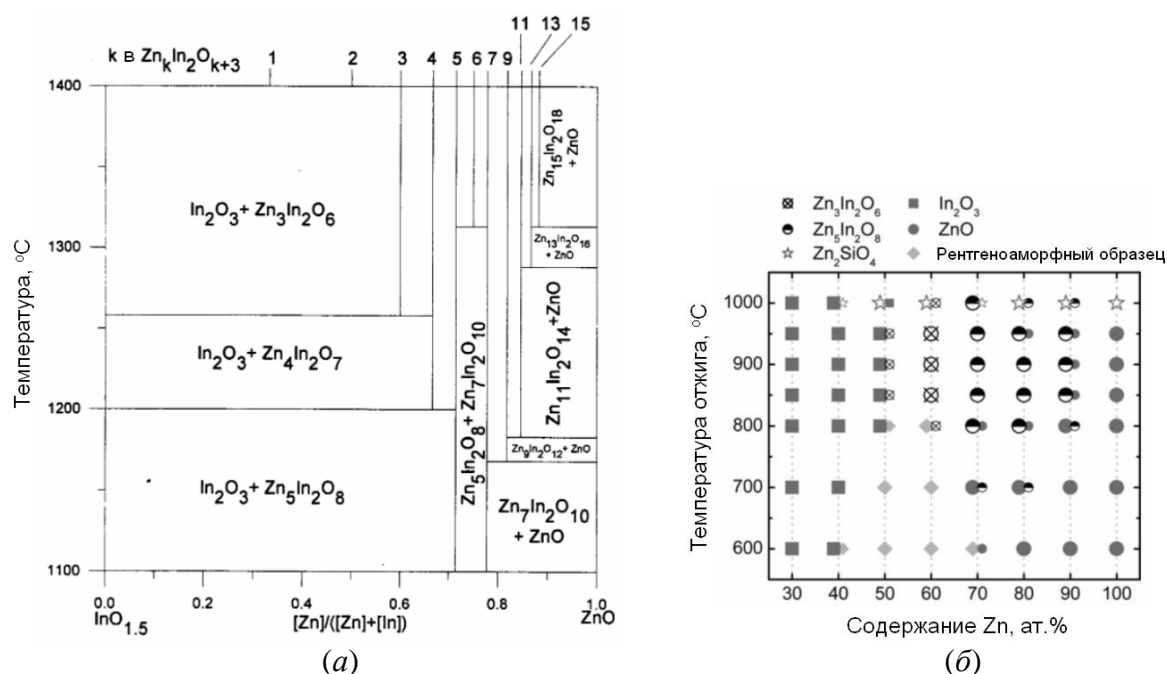 11 13 15
k в ZnkIn2Ok+3 1 2 3 4 5 6 7 9
1400
1300
1200
1100
Температура, °C
In2O3+ Zn3In2O6
In2O3+ Zn4In2O7
In2O3+ Zn5In2O8
Zn5In2O8 + Zn7In2O10
Zn15In2O18
+ ZnO
Zn13In2O16
+ ZnO
Zn11In2O14+ZnO
Zn9In2O12+ ZnO
Zn7In2O10
+ ZnO
0.0 0.2 0.4 0.6 0.8 1.0
InO1.5 [Zn]/([Zn]+[In]) ZnO
(а)
Zn3In2O6 In2O3
Zn5In2O8 ZnO
Zn2SiO4 Рентгеноаморфный образец
Температура отжига, °C
1000
900
800
700
600
30 40 50 60 70 80 90 100
Содержание Zn, ат.%
(б)